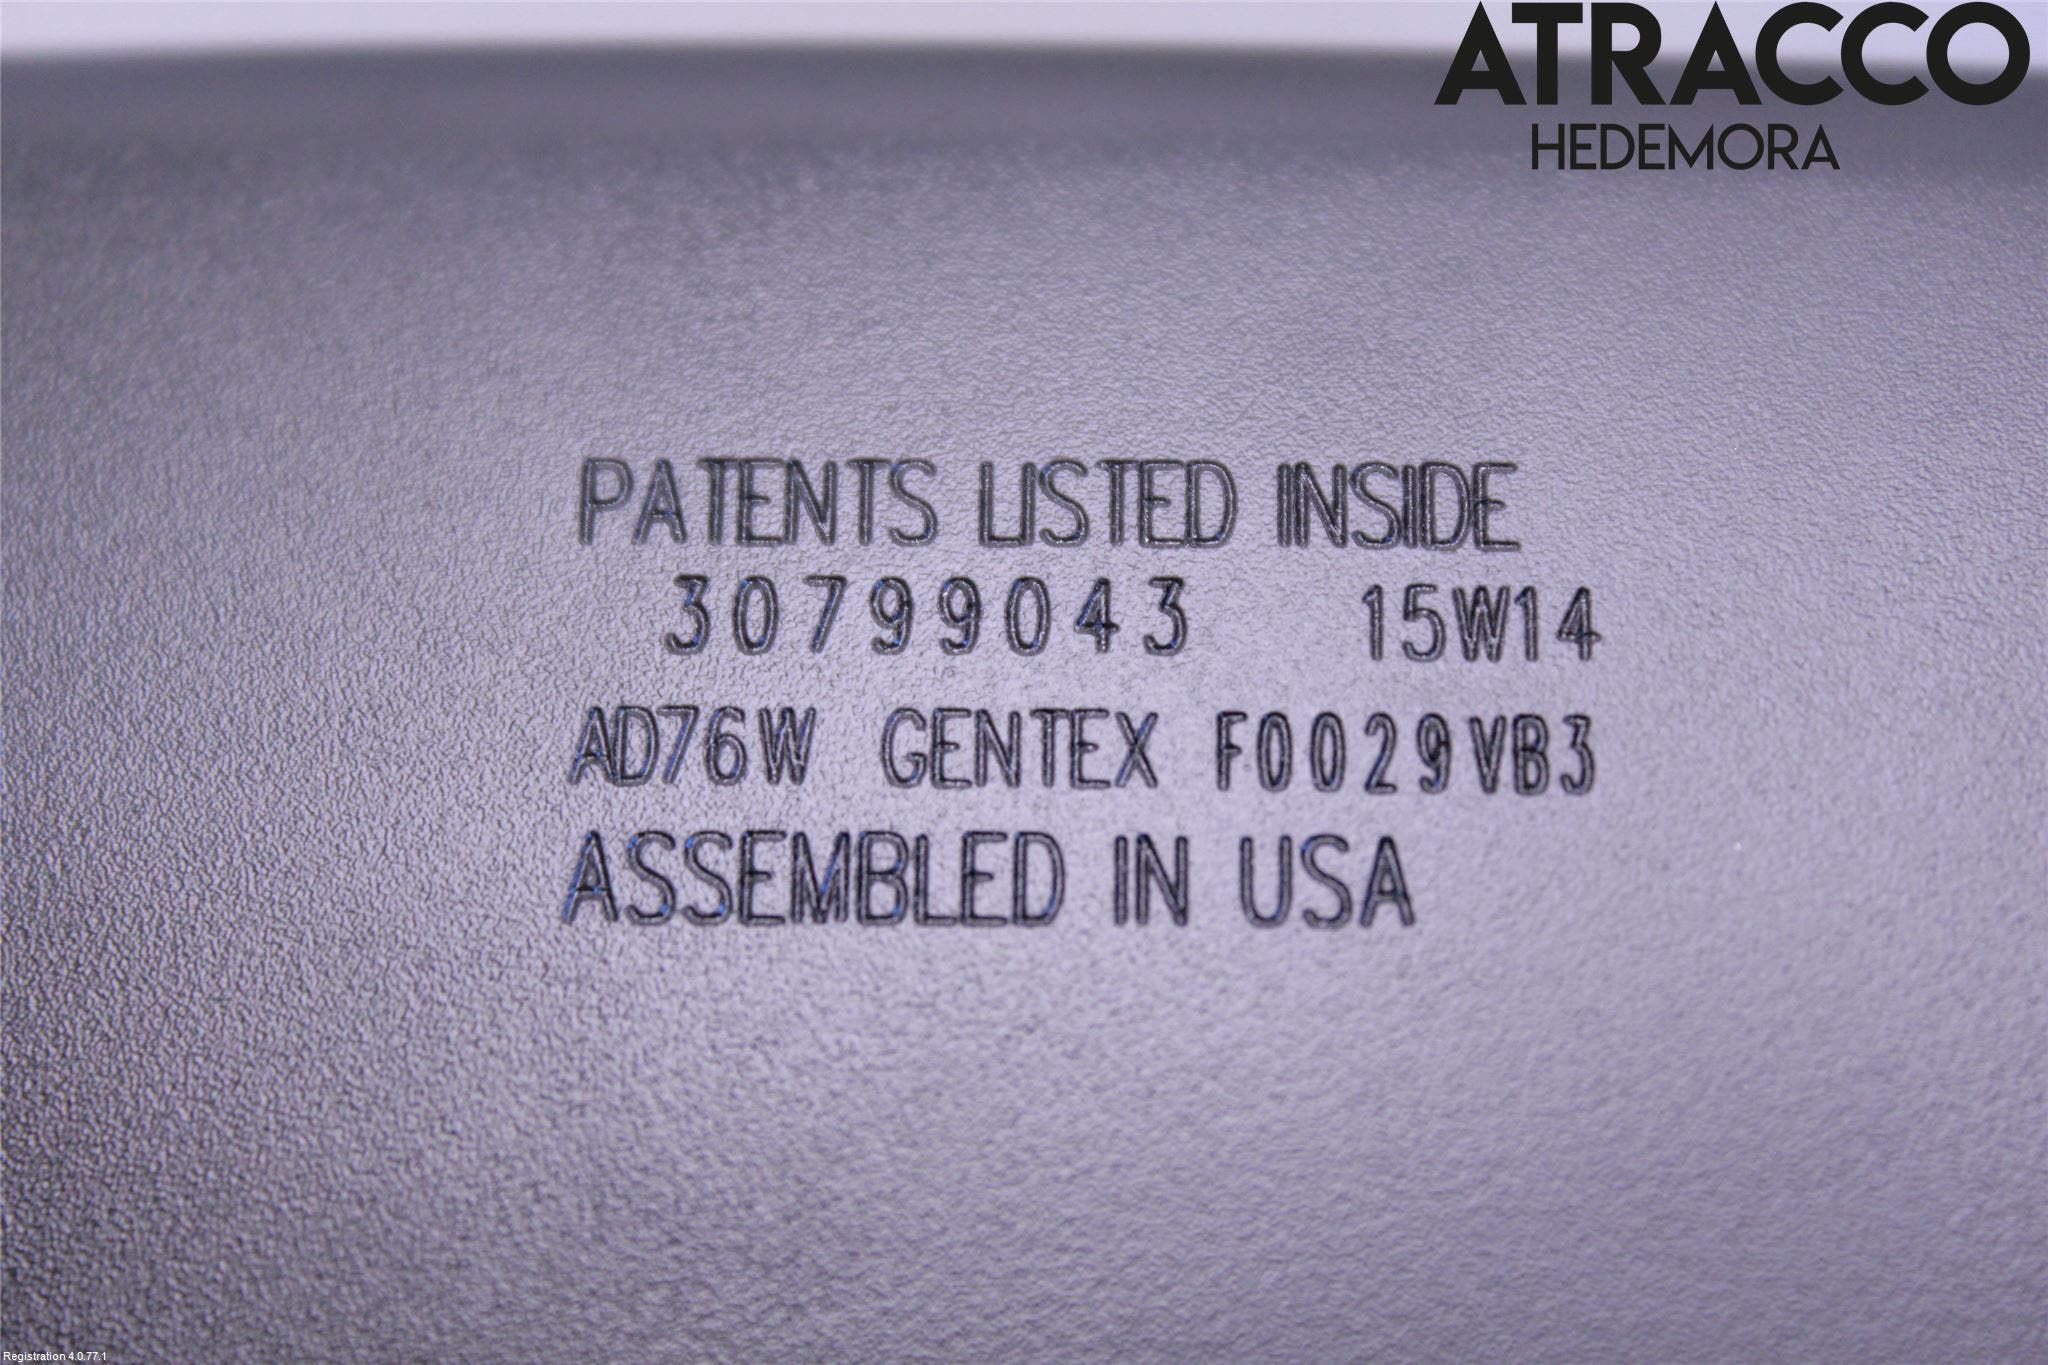 ATRACCO
HEDEMORA
PATENTS LISTED INSIDE
30799043 15W14
AD76W GENTEX F0029VB3
ASSEMBLED IN USA
Registration 4.0.77.1